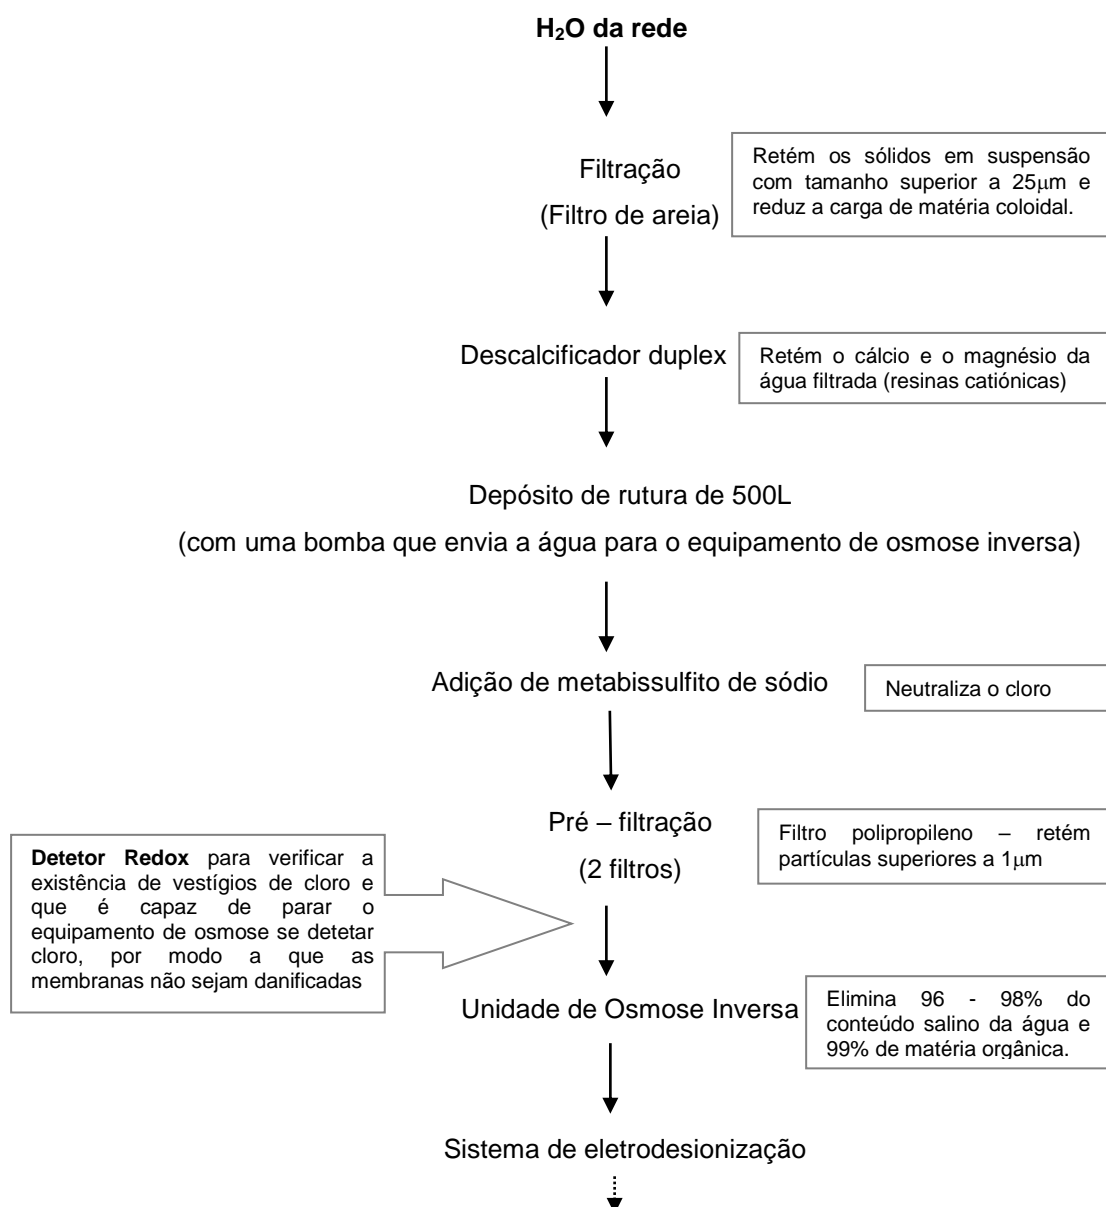 H₂O da rede
Filtração
(Filtro de areia)
Retém os sólidos em suspensão
com tamanho superior a 25μm e
reduz a carga de matéria coloidal.
Descalcificador duplex
Retém o cálcio e o magnésio da
água filtrada (resinas catiónicas)
Depósito de rutura de 500L
(com uma bomba que envia a água para o equipamento de osmose inversa)
Adição de metabissulfito de sódio
Neutraliza o cloro
Pré – filtração
(2 filtros)
Filtro polipropileno – retém
partículas superiores a 1μm
Detetor Redox para verificar a
existência de vestígios de cloro e
que é capaz de parar o
equipamento de osmose se detetar
cloro, por modo a que as
membranas não sejam danificadas
Unidade de Osmose Inversa
Elimina 96 - 98% do
conteúdo salino da água e
99% de matéria orgânica.
Sistema de eletrodesionização